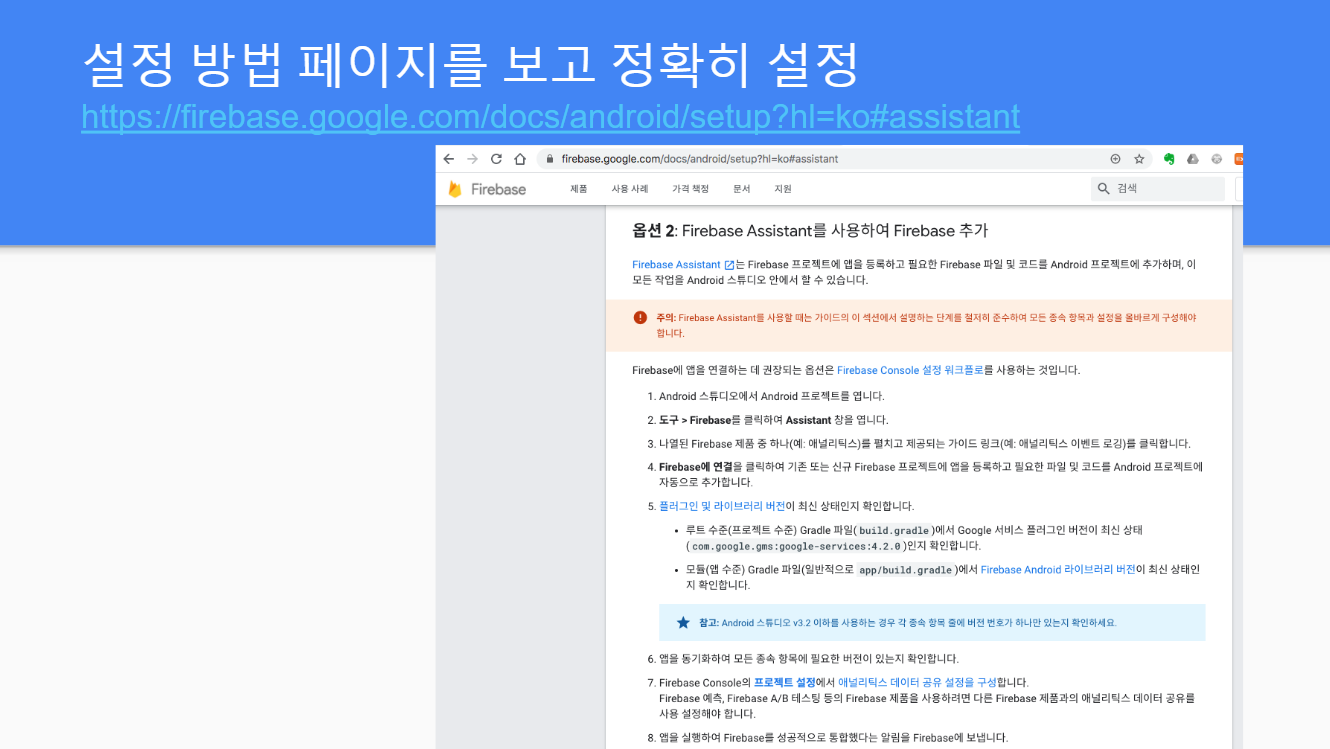 설정 방법 페이지를 보고 정확히 설정
https://firebase.google.com/docs/android/setup?hl=ko#assistant
firebase.google.com/docs/android/setup?hl=ko#assistant
Firebase 제품 사용 사례 가격 책정 문서 지원 검색
옵션 2: Firebase Assistant를 사용하여 Firebase 추가
Firebase Assistant 는 Firebase 프로젝트에 앱을 등록하고 필요한 Firebase 파일 및 코드를 Android 프로젝트에 추가하며, 이
모든 작업을 Android 스튜디오 안에서 할 수 있습니다.
주의: Firebase Assistant를 사용할 때는 가이드의 이 섹션에서 설명하는 단계를 철저히 준수하여 모든 종속 항목과 설정을 올바르게 구성해야
합니다.
Firebase에 앱을 연결하는 데 권장되는 옵션은 Firebase Console 설정 워크플로를 사용하는 것입니다.
1. Android 스튜디오에서 Android 프로젝트를 엽니다.
2. 도구 > Firebase를 클릭하여 Assistant 창을 엽니다.
3. 나열된 Firebase 제품 중 하나(예: 애널리틱스)를 펼치고 제공되는 가이드 링크(예: 애널리틱스 이벤트 로깅)를 클릭합니다.
4. Firebase에 연결을 클릭하여 기존 또는 신규 Firebase 프로젝트에 앱을 등록하고 필요한 파일 및 코드를 Android 프로젝트에
자동으로 추가합니다.
5. 플러그인 및 라이브러리 버전이 최신 상태인지 확인합니다.
• 루트 수준(프로젝트 수준) Gradle 파일( build.gradle )에서 Google 서비스 플러그인 버전이 최신 상태
( com.google.gms:google-services:4.2.0 )인지 확인합니다.
• 모듈(앱 수준) Gradle 파일(일반적으로 app/build.gradle )에서 Firebase Android 라이브러리 버전이 최신 상태인
지 확인합니다.
참고: Android 스튜디오 v3.2 이하를 사용하는 경우 각 종속 항목 줄에 버전 번호가 하나만 있는지 확인하세요.
6. 앱을 동기화하여 모든 종속 항목에 필요한 버전이 있는지 확인합니다.
7. Firebase Console의 프로젝트 설정에서 애널리틱스 데이터 공유 설정을 구성합니다.
Firebase 예측, Firebase A/B 테스팅 등의 Firebase 제품을 사용하려면 다른 Firebase 제품과의 애널리틱스 데이터 공유를
사용 설정해야 합니다.
8. 앱을 실행하여 Firebase를 성공적으로 통합했다는 알림을 Firebase에 보냅니다.